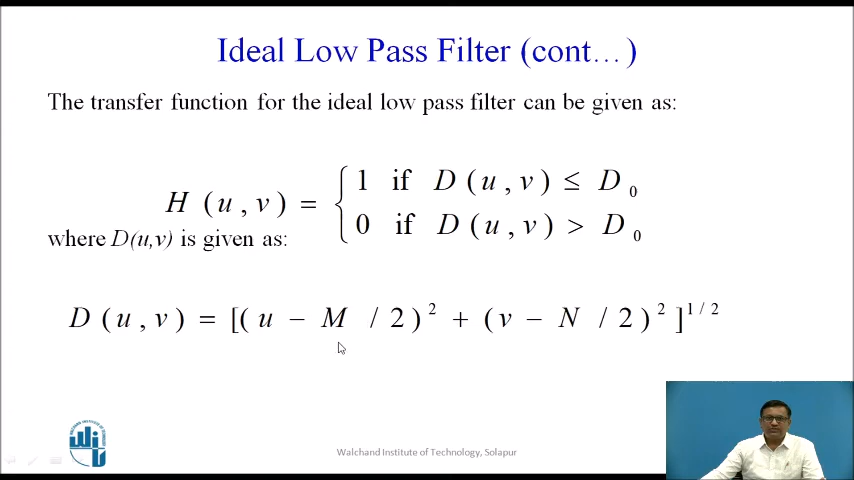 Ideal Low Pass Filter (cont…)
The transfer function for the ideal low pass filter can be given as:
H (u , v) = { 1 if D (u , v) ≤ D₀
0 if D (u , v) > D₀
where D(u,v) is given as:
D (u , v) = [(u − M / 2)² + (v − N / 2)²]^{1/2}
Walchand Institute of Technology, Solapur